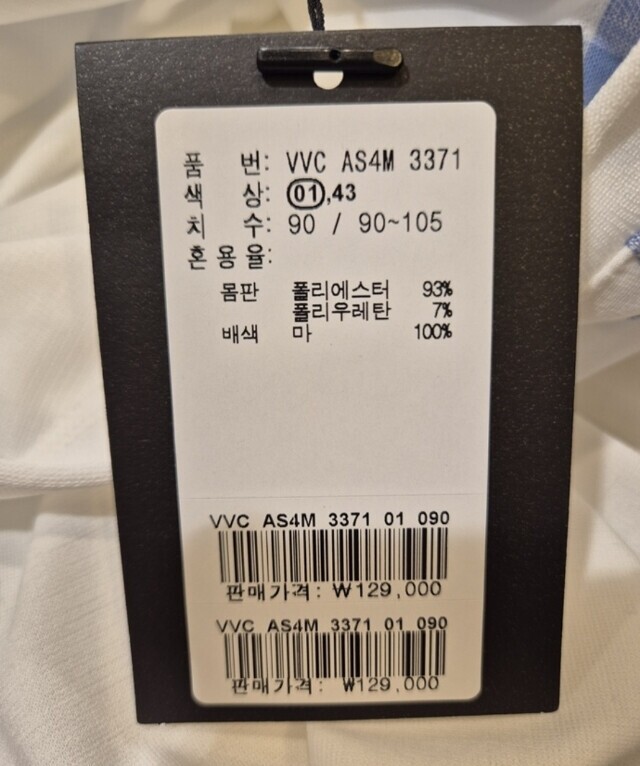 품 번: VVC AS4M 3371
색 상: 01,43
치 수: 90 / 90~105
혼용율:
몸판 폴리에스터 93%
폴리우레탄 7%
배색 마 100%
VVC AS4M 3371 01 090
판매가격: ₩129,000
VVC AS4M 3371 01 090
판매가격: ₩129,000